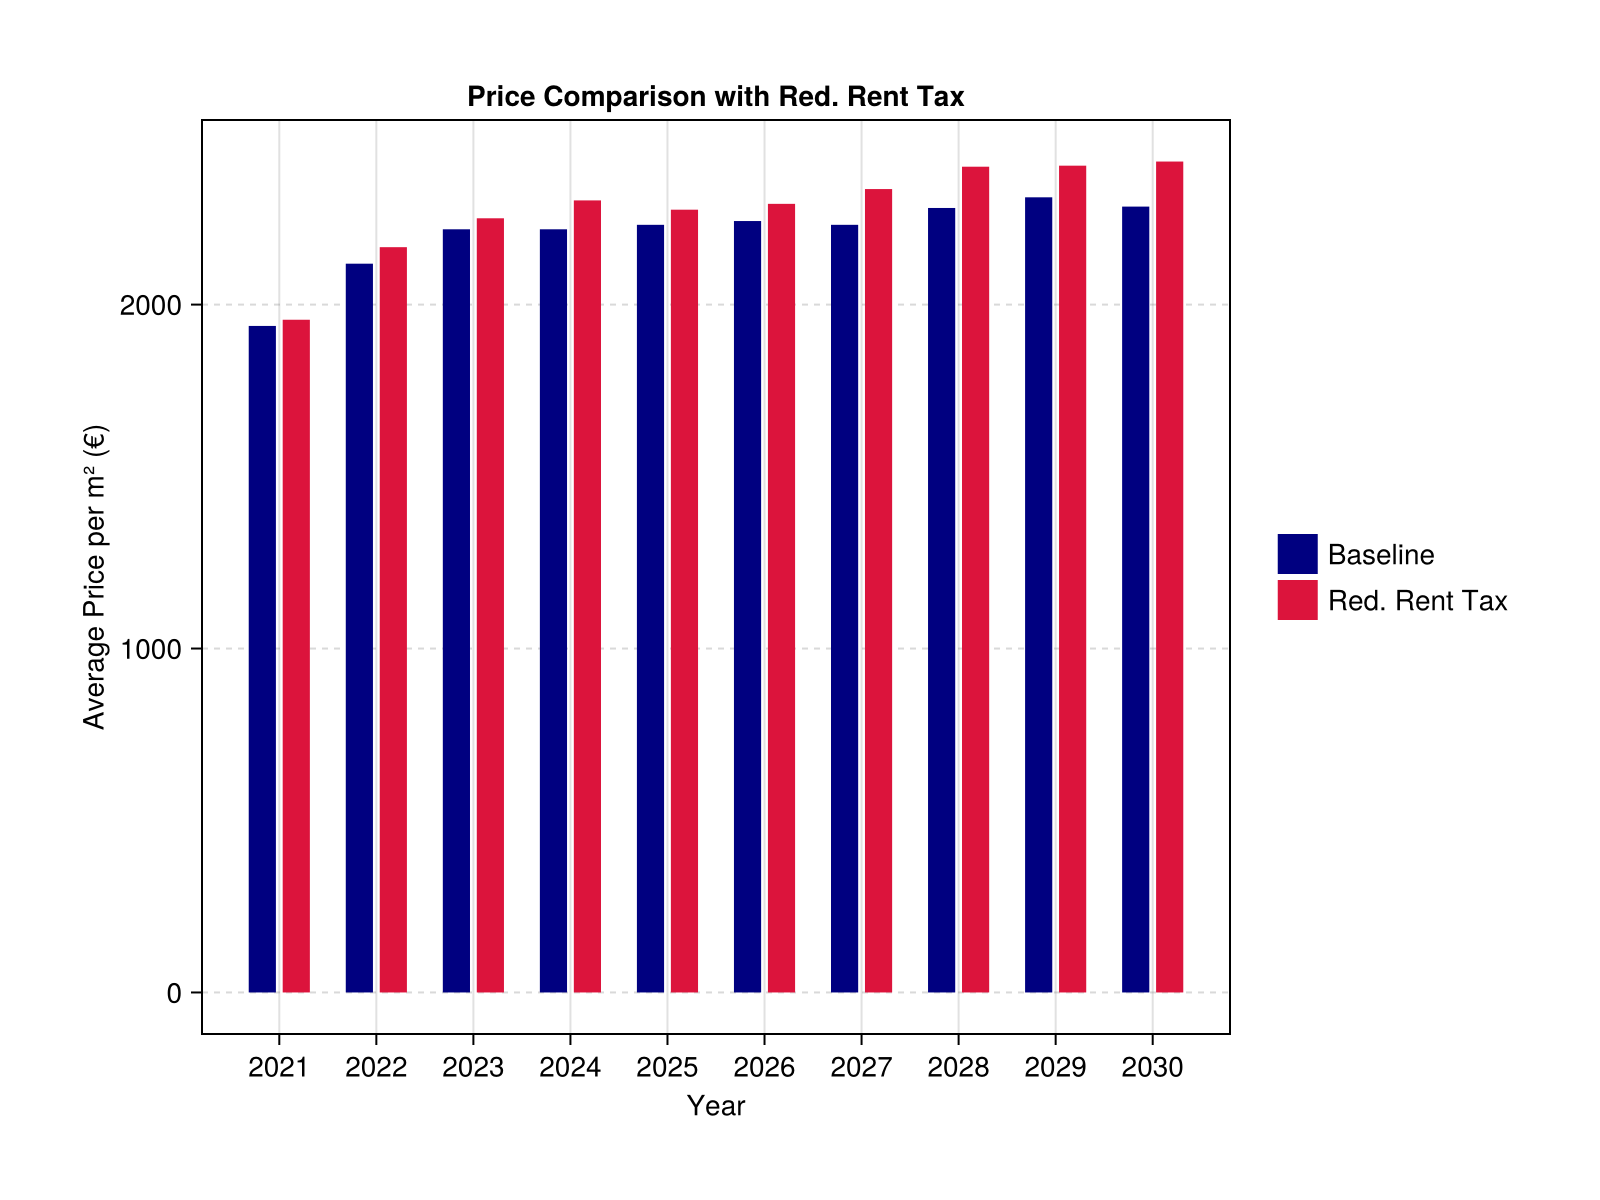 Price Comparison with Red. Rent Tax
Average Price per m² (€)
2000
1000
0
2021 2022 2023 2024 2025 2026 2027 2028 2029 2030
Year
Baseline
Red. Rent Tax